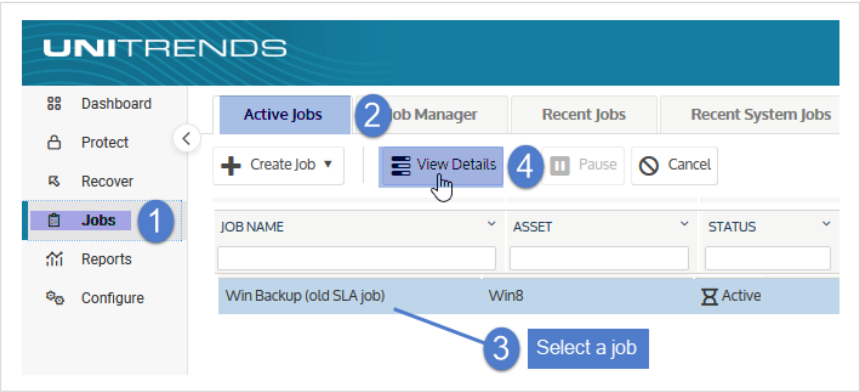 UNITRENDS
Dashboard
Protect
Recover
Jobs 1
Reports
Configure
Active Jobs 2 Job Manager Recent Jobs Recent System Jobs
Create Job View Details 4 Pause Cancel
JOB NAME ASSET STATUS
Win Backup (old SLA job) Win8 Active
3 Select a job